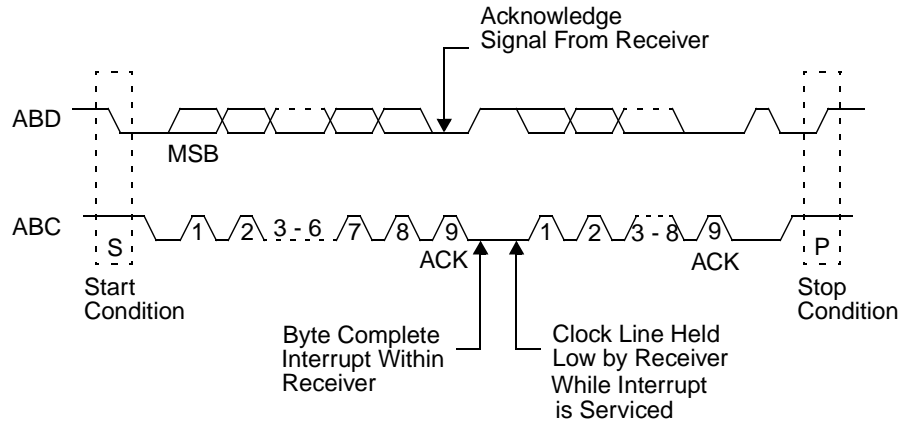 Acknowledge
Signal From Receiver
ABD
MSB
ABC
S
1
2
3 - 6
7
8
9
ACK
1
2
3 - 8
9
ACK
P
Start
Condition
Stop
Condition
Byte Complete
Interrupt Within
Receiver
Clock Line Held
Low by Receiver
While Interrupt
is Serviced